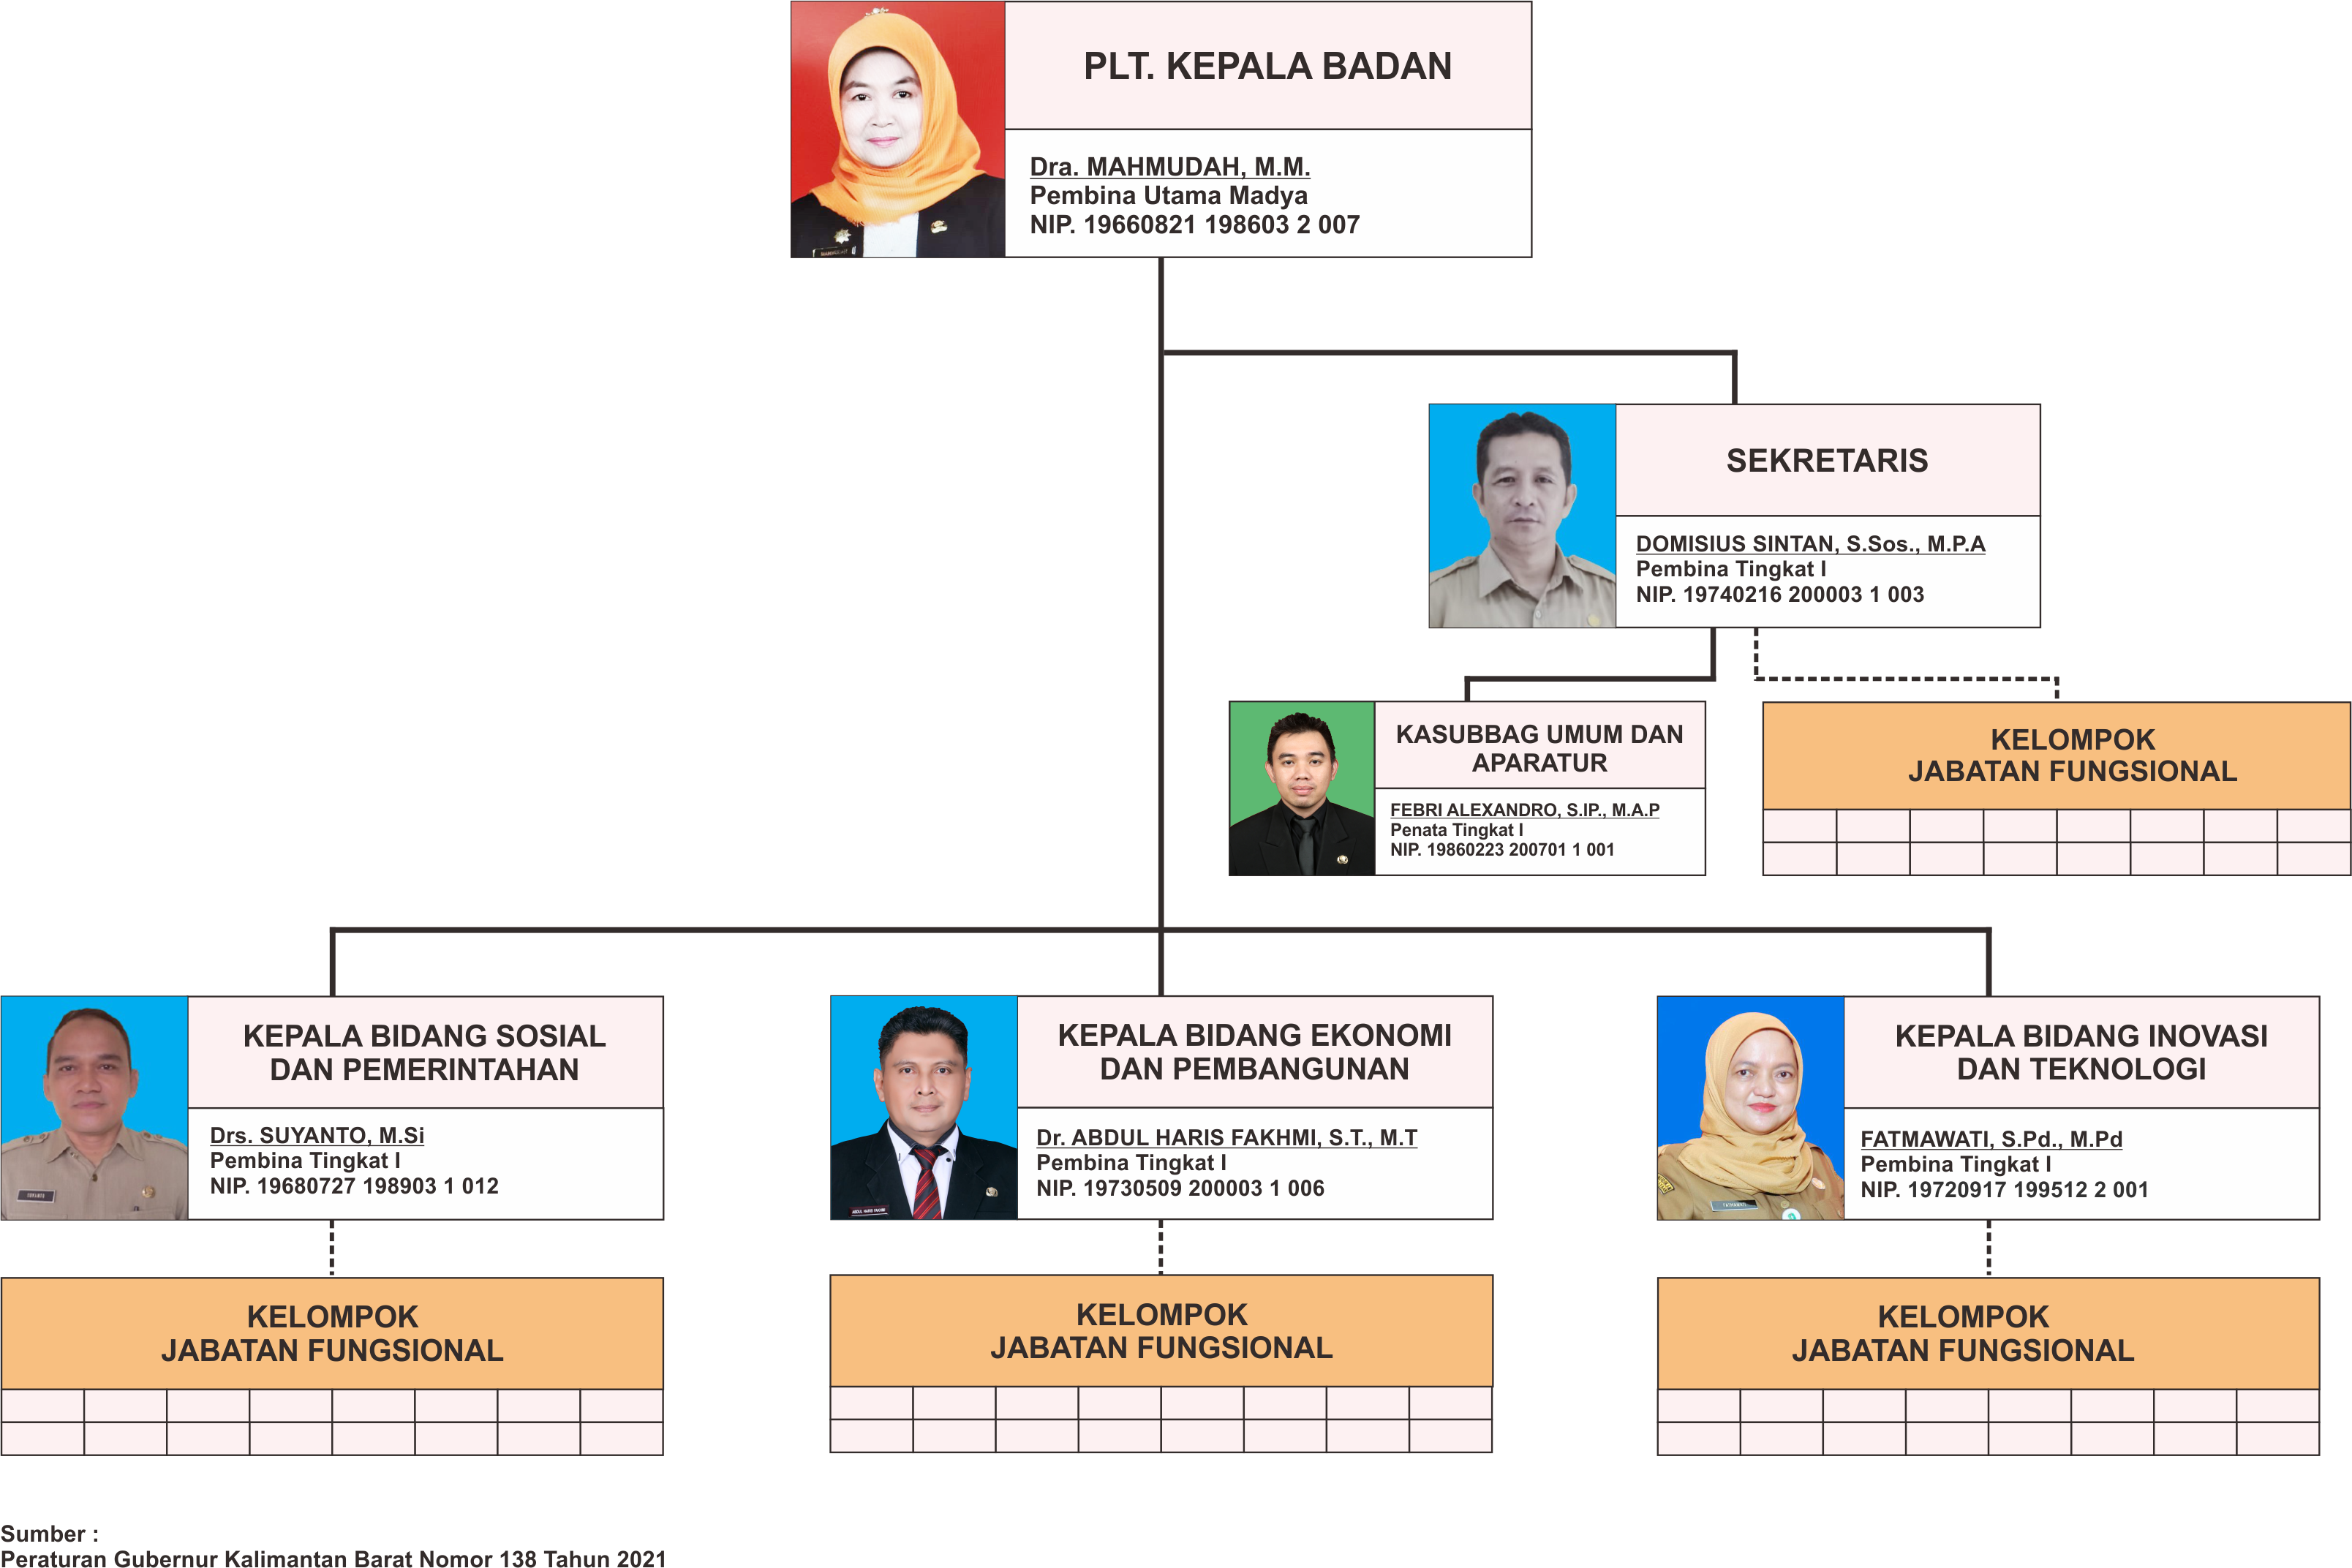 PLT. KEPALA BADAN
Dra. MAHMUDAH, M.M.
Pembina Utama Madya
NIP. 19660821 198603 2 007
SEKRETARIS
DOMISIUS SINTAN, S.Sos., M.P.A
Pembina Tingkat I
NIP. 19740216 200003 1 003
KASUBBAG UMUM DAN
APARATUR
FEBRI ALEXANDRO, S.IP., M.A.P
Penata Tingkat I
NIP. 19860223 200701 1 001
KELOMPOK
JABATAN FUNGSIONAL
KEPALA BIDANG SOSIAL
DAN PEMERINTAHAN
Drs. SUYANTO, M.Si
Pembina Tingkat I
NIP. 19680727 198903 1 012
KEPALA BIDANG EKONOMI
DAN PEMBANGUNAN
Dr. ABDUL HARIS FAKHMI, S.T., M.T
Pembina Tingkat I
NIP. 19730509 200003 1 006
ABDUL HARIS FAKHMI
KEPALA BIDANG INOVASI
DAN TEKNOLOGI
FATMAWATI, S.Pd., M.Pd
Pembina Tingkat I
NIP. 19720917 199512 2 001
FATMAWATI
KELOMPOK
JABATAN FUNGSIONAL
KELOMPOK
JABATAN FUNGSIONAL
KELOMPOK
JABATAN FUNGSIONAL
Sumber :
Peraturan Gubernur Kalimantan Barat Nomor 138 Tahun 2021